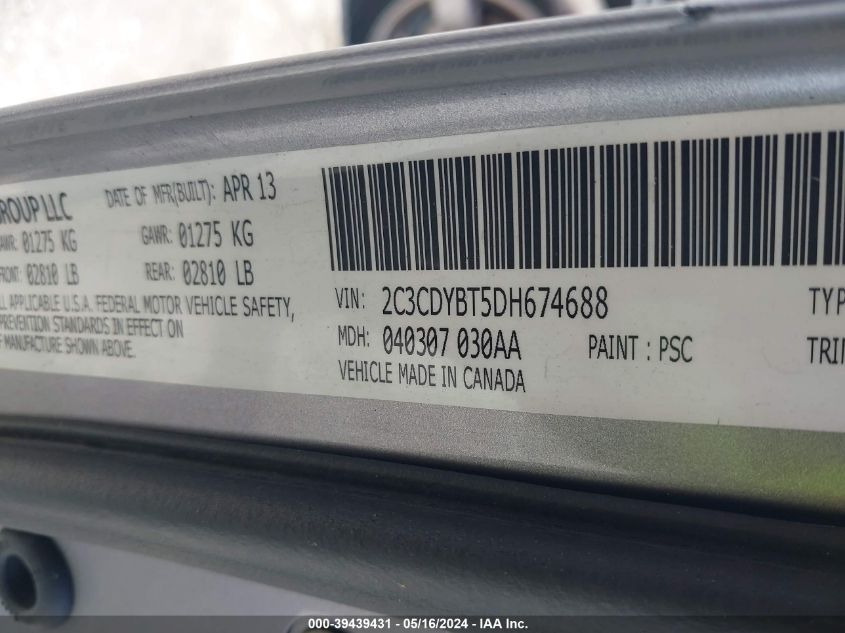 GROUP LLC
DATE OF MFR(BUILT): APR 13
GAWR: 01275 KG
GAWR: 01275 KG
FRONT: 02810 LB
REAR: 02810 LB
APPLICABLE U.S.A. FEDERAL MOTOR VEHICLE SAFETY,
PREVENTION STANDARDS IN EFFECT ON
MANUFACTURE SHOWN ABOVE.
VIN: 2C3CDYBT5DH674688
TYP
MDH: 040307 030AA
PAINT: PSC
TRI
VEHICLE MADE IN CANADA
000-39439431 - 05/16/2024 - IAA Inc.